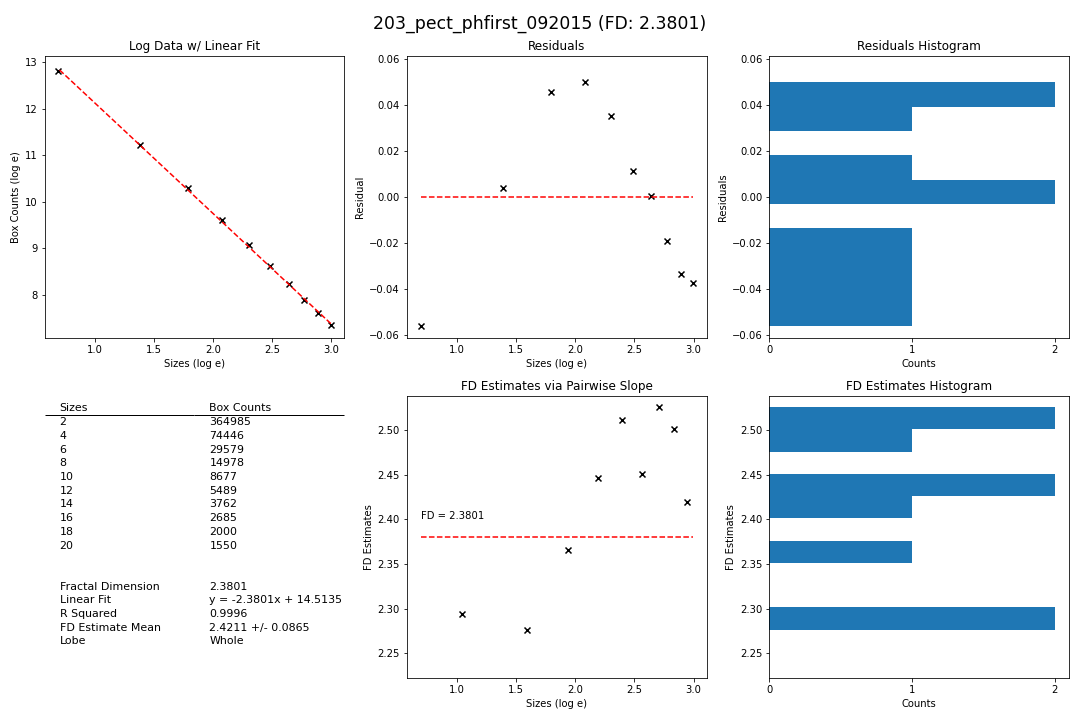 203_pect_phfirst_092015 (FD: 2.3801)
Log Data w/ Linear Fit
13
12
11
10
9
8
Box Counts (log e)
1.0 1.5 2.0 2.5 3.0
Sizes (log e)
Residuals
0.06
0.04
0.02
0.00
−0.02
−0.04
−0.06
Residual
1.0 1.5 2.0 2.5 3.0
Sizes (log e)
Residuals Histogram
0.06
0.04
0.02
0.00
−0.02
−0.04
−0.06
Residuals
0 1 2
Counts
Sizes Box Counts
2 364985
4 74446
6 29579
8 14978
10 8677
12 5489
14 3762
16 2685
18 2000
20 1550
Fractal Dimension 2.3801
Linear Fit y = -2.3801x + 14.5135
R Squared 0.9996
FD Estimate Mean 2.4211 +/- 0.0865
Lobe Whole
FD Estimates via Pairwise Slope
2.50
2.45
2.40
2.35
2.30
2.25
FD Estimates
FD = 2.3801
1.0 1.5 2.0 2.5 3.0
Sizes (log e)
FD Estimates Histogram
2.50
2.45
2.40
2.35
2.30
2.25
FD Estimates
0 1 2
Counts